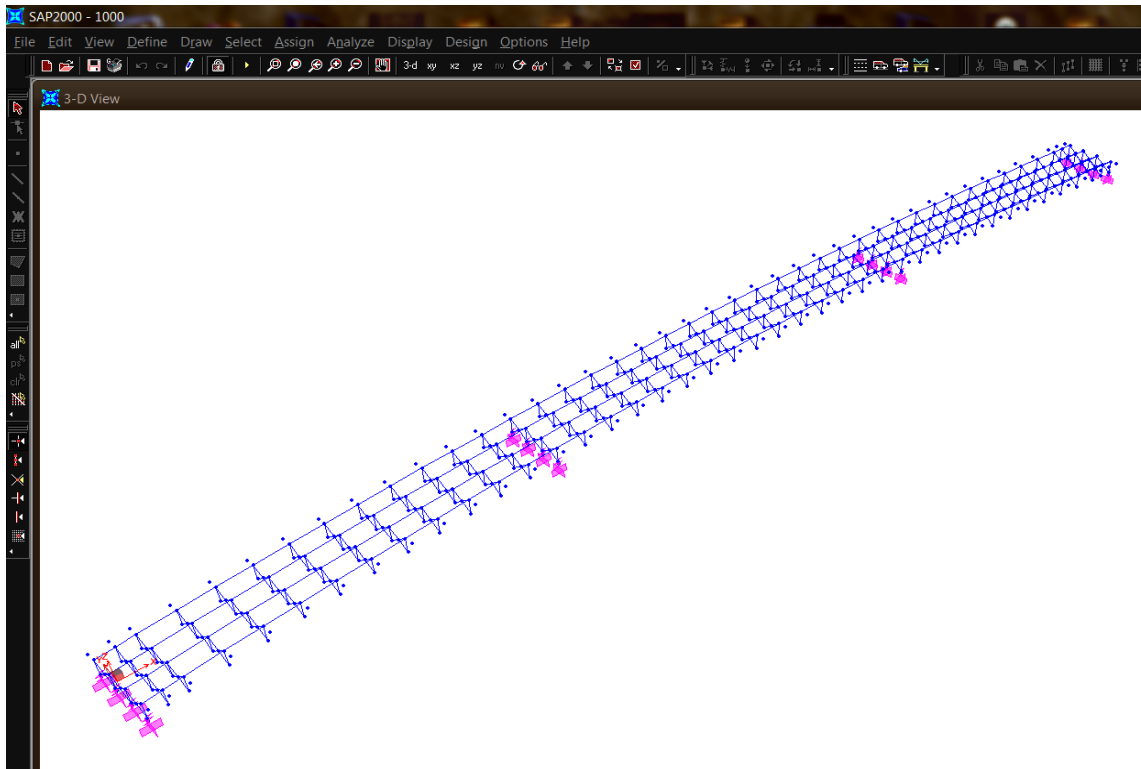 SAP2000 - 1000
File Edit View Define Draw Select Assign Analyze Display Design Options Help
3-d xy xz yz nv
3-D View
all
ps
clr
Z
X